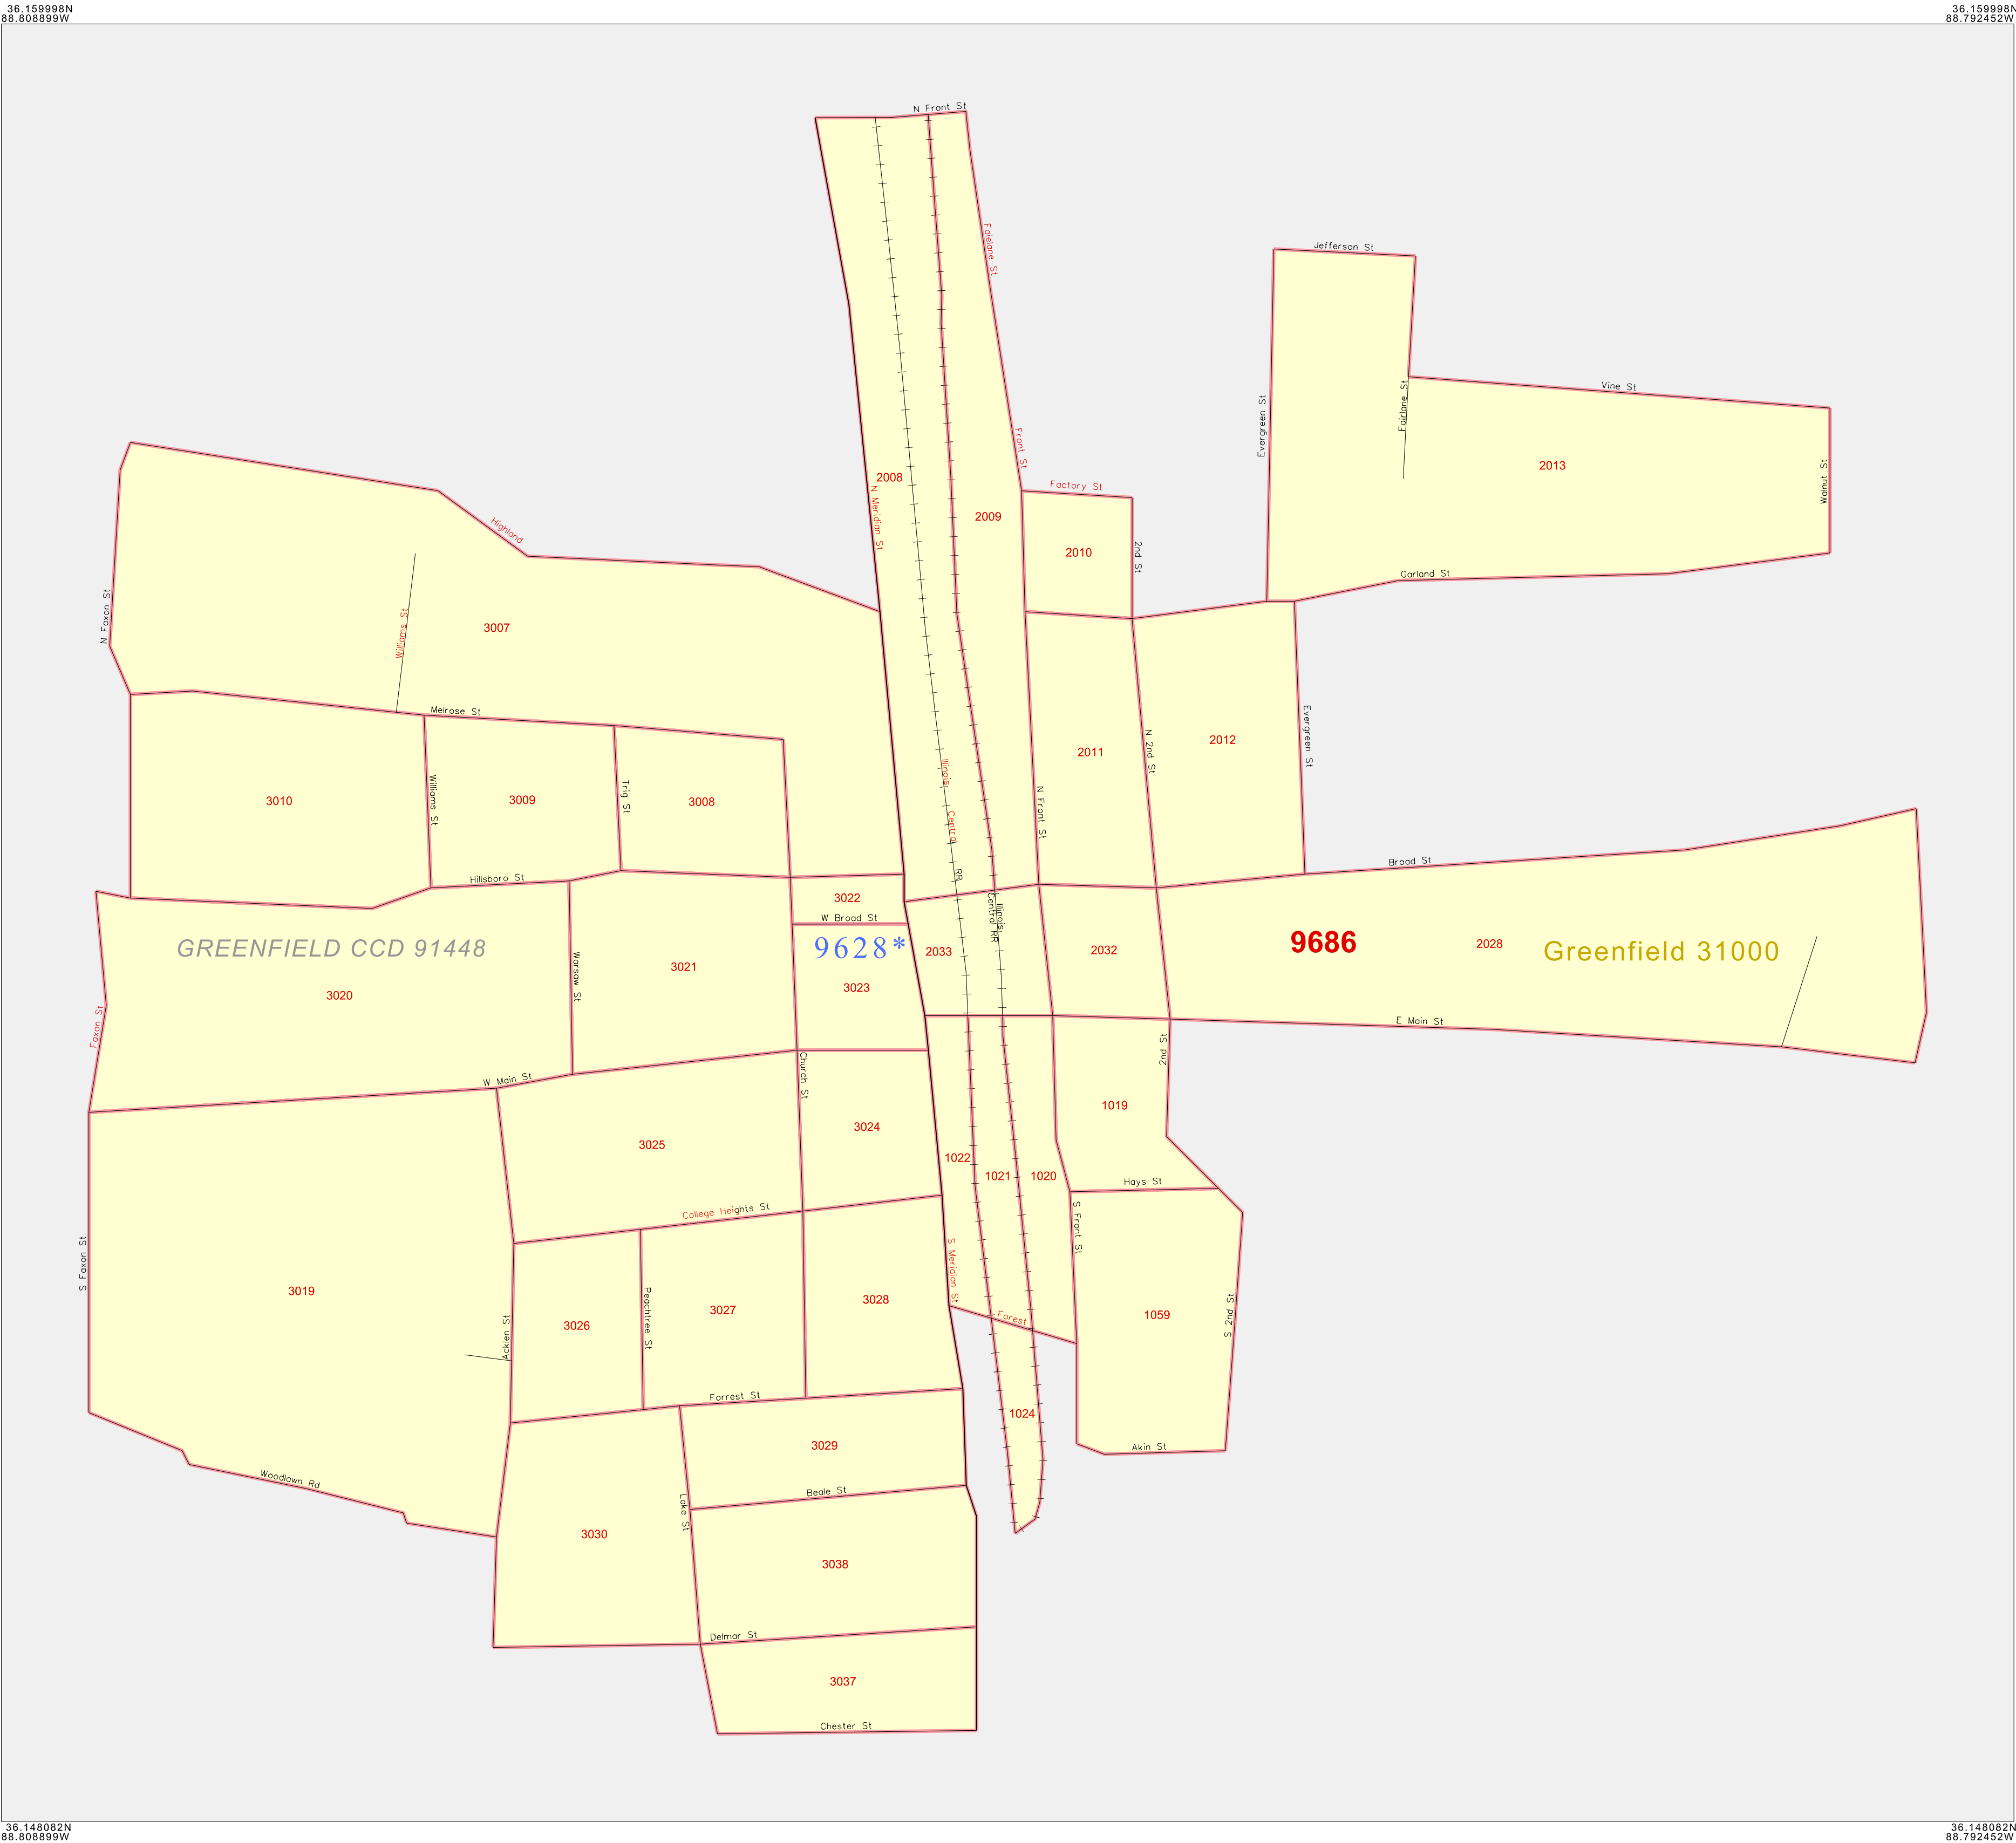 36.159998N
88.808899W
36.159998N
88.792452W
N Front St
Faielane St
Jefferson St
Vine St
Fairlane St
Evergreen St
Walnut St
2013
Front St
2008
N Meridian St
2009
Factory St
2010
2nd St
Highland
Garland St
N Faxon St
Williams St
3007
Melrose St
N 2nd St
2012
Evergreen St
2011
Illinois
Central
RR
N Front St
3010
Williams St
3009
Trig St
3008
Broad St
Hillsboro St
3022
W Broad St
Illinois
Central RR
GREENFIELD CCD 91448
9628*
2033
2032
9686
2028
Greenfield 31000
Warsaw St
3021
3023
3020
Faxon St
E Main St
2nd St
W Main St
Church St
1019
3024
3025
1022
1021
1020
Hays St
College Heights St
S Front St
S Faxon St
S Meridian St
3019
3028
3027
Peachtree St
3026
Acklen St
Forest
1059
S 2nd St
Forrest St
1024
3029
Akin St
Woodlawn Rd
Beale St
Lake St
3030
3038
Delmar St
3037
Chester St
36.148082N
88.808899W
36.148082N
88.792452W